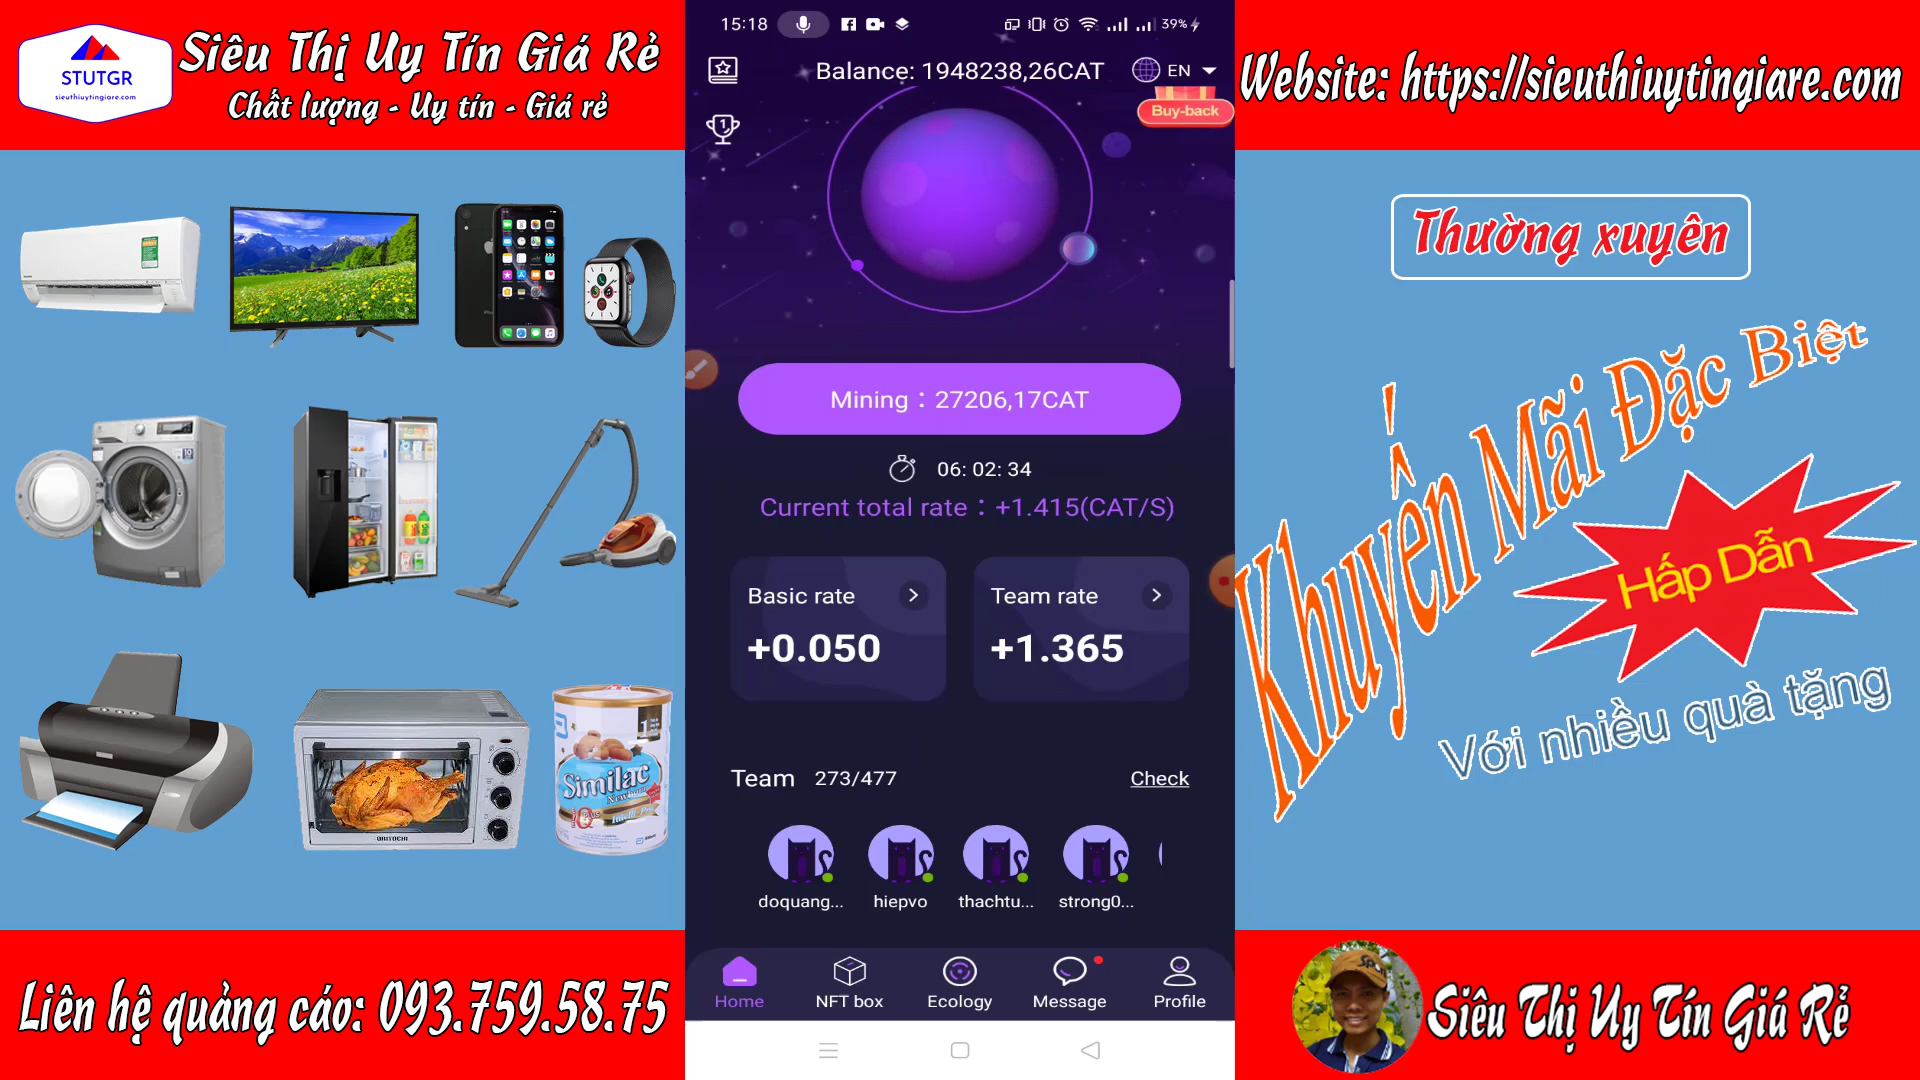 STUTGR
sieuthiuytingiare.com
Siêu Thị Uy Tín Giá Rẻ
Chất lượng - Uy tín - Giá rẻ
15:18
39%
Balance: 1948238,26CAT
EN
Buy-back
Website: https://sieuthiuytingiare.com
Thường xuyên
Khuyến Mãi Đặc Biệt
Hấp Dẫn
Với nhiều quà tặng
Mining：27206,17CAT
06: 02: 34
Current total rate：+1.415(CAT/S)
Basic rate
+0.050
Team rate
+1.365
Team 273/477
Check
doquang...
hiepvo
thachtu...
strong0...
Home
NFT box
Ecology
Message
Profile
Similac
Liên hệ quảng cáo: 093.759.58.75
Siêu Thị Uy Tín Giá Rẻ